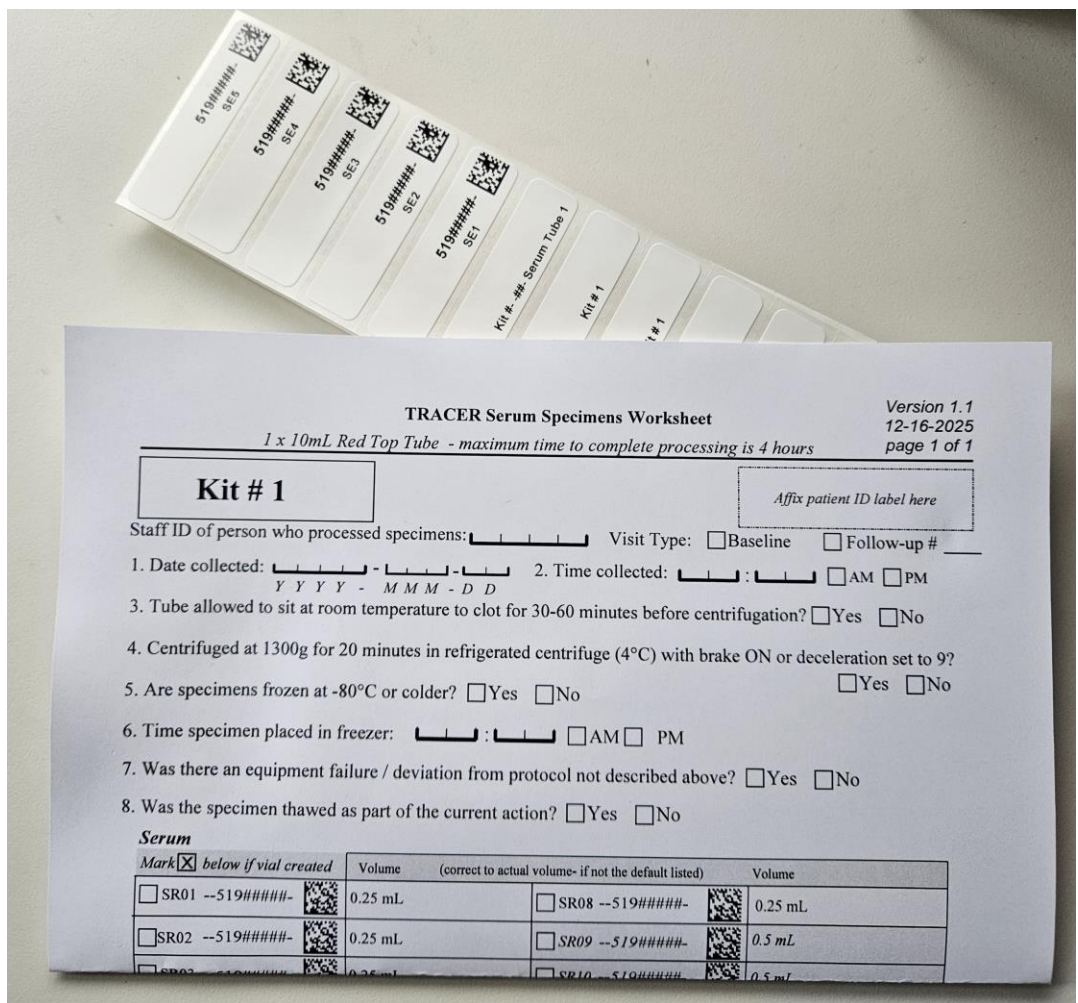 519#####-
SE5
519#####-
SE4
519#####-
SE3
519#####-
SE2
519#####-
SE1
Kit #- -##- Serum Tube 1
Kit # 1
t # 1
TRACER Serum Specimens Worksheet
Version 1.1
12-16-2025
page 1 of 1
1 x 10mL Red Top Tube - maximum time to complete processing is 4 hours
Kit # 1
Affix patient ID label here
Staff ID of person who processed specimens: Visit Type: Baseline Follow-up # ____
1. Date collected: - - 2. Time collected: : AM PM
Y Y Y Y - M M M - D D
3. Tube allowed to sit at room temperature to clot for 30-60 minutes before centrifugation? Yes No
4. Centrifuged at 1300g for 20 minutes in refrigerated centrifuge (4°C) with brake ON or deceleration set to 9?
Yes No
5. Are specimens frozen at -80°C or colder? Yes No
6. Time specimen placed in freezer: : AM PM
7. Was there an equipment failure / deviation from protocol not described above? Yes No
8. Was the specimen thawed as part of the current action? Yes No
Serum
Mark X below if vial created Volume (correct to actual volume- if not the default listed) Volume
SR01 --519#####- 0.25 mL SR08 --519#####- 0.25 mL
SR02 --519#####- 0.25 mL SR09 --519#####- 0.5 mL
SR10 --519#####- 0.5 mL